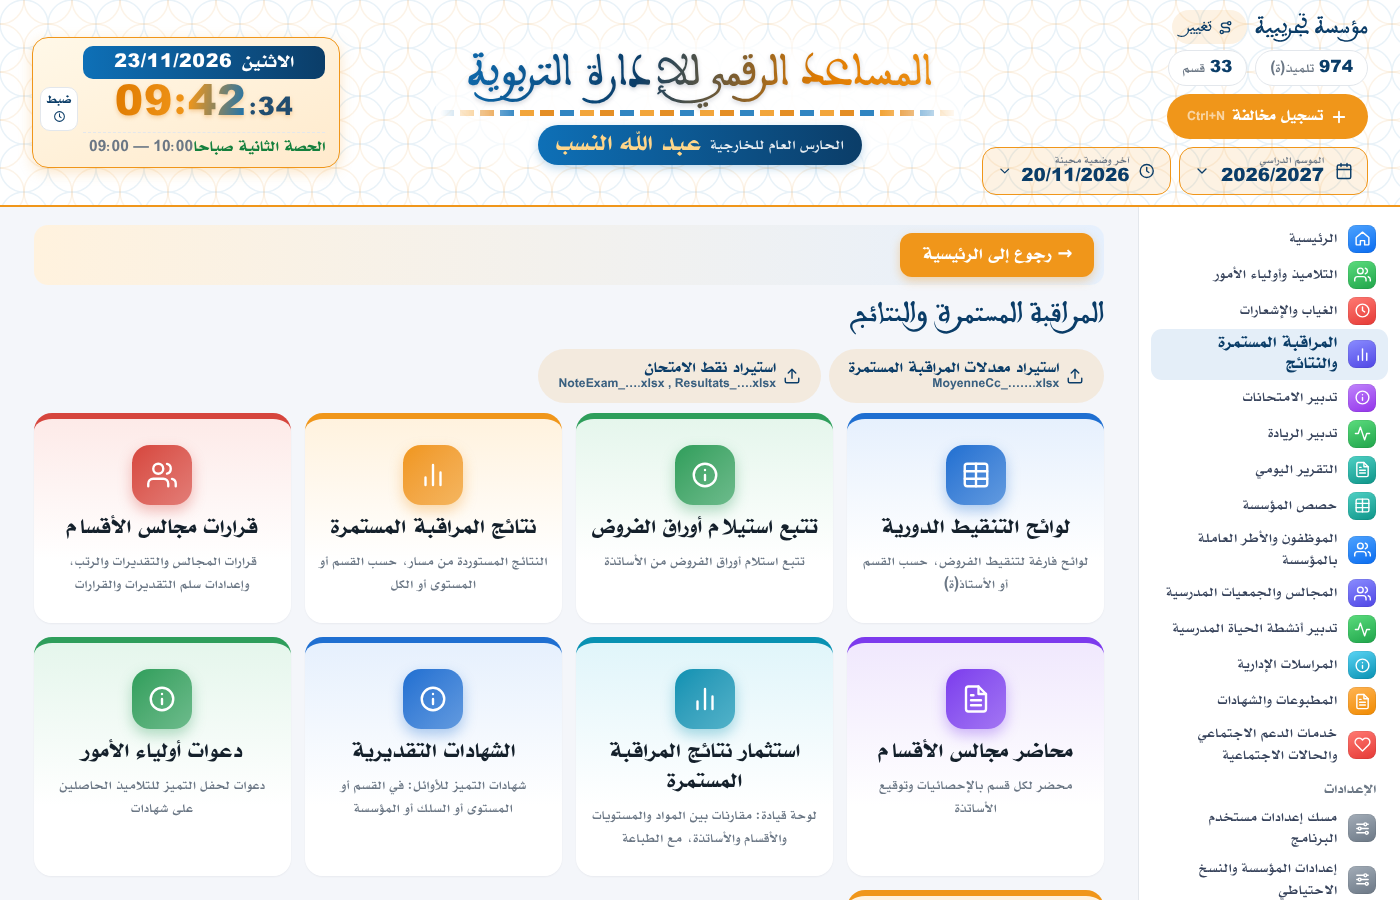 مؤسسة تجريبية
تغيير
974 تلميذ(ة)
33 قسم
+ تسجيل مخالفة Ctrl+N
الموسم الدراسي
2026/2027
اخر وضعية محينة
20/11/2026
المساعد الرقمي للإدارة التربوية
الحارس العام للخارجية عبد الله النسب
الاثنين 23/11/2026
09:42:34
ضبط
الحصة الثانية صباحا 09:00 — 10:00
الرئيسية
التلاميذ وأولياء الأمور
الغياب والإشعارات
المراقبة المستمرة
والنتائج
تدبير الامتحانات
تدبير الريادة
التقرير اليومي
حصص المؤسسة
الموظفون والأطر العاملة
بالمؤسسة
المجالس والجمعيات المدرسية
تدبير أنشطة الحياة المدرسية
المراسلات الإدارية
المطبوعات والشهادات
خدمات الدعم الاجتماعي
والحالات الاجتماعية
الإعدادات
مسك إعدادات مستخدم
البرنامج
إعدادات المؤسسة والنسخ
الاحتياطي
→ رجوع إلى الرئيسية
المراقبة المستمرة والنتائج
استيراد معدلات المراقبة المستمرة
MoyenneCc_.......xlsx
استيراد نقط الامتحان
NoteExam_....xlsx , Resultats_....xlsx
لوائح التنقيط الدورية
لوائح فارغة لتنقيط الفروض، حسب القسم
أو الأستاذ(ة)
تتبع استيلام أوراق الفروض
تتبع استلام أوراق الفروض من الأساتذة
نتائج المراقبة المستمرة
النتائج المستوردة من مسار، حسب القسم أو
المستوى أو الكل
قرارات مجالس الأقسام
قرارات المجالس والتقديرات والرتب،
وإعدادات سلم التقديرات والقرارات
محاضر مجالس الأقسام
محضر لكل قسم بالإحصائيات وتوقيع
الأساتذة
استثمار نتائج المراقبة
المستمرة
لوحة قيادة: مقارنات بين المواد والمستويات
والأقسام والأساتذة، مع الطباعة
الشهادات التقديرية
شهادات التميز للأوائل: في القسم أو
المستوى أو السلك أو المؤسسة
دعوات أولياء الأمور
دعوات لحفل التميز للتلاميذ الحاصلين
على شهادات